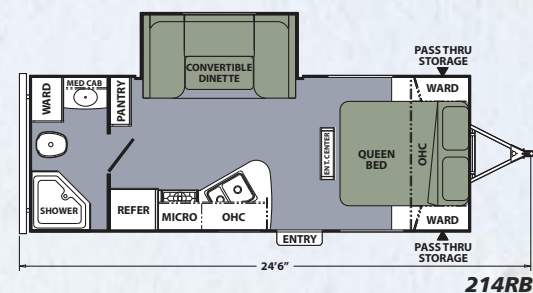 PASS THRU
STORAGE
CONVERTIBLE
DINETTE
MED CAB
WARD
PANTRY
WARD
ENT. CENTER
QUEEN
BED
OHC
SHOWER
REFER
MICRO
OHC
WARD
ENTRY
PASS THRU
STORAGE
24'6"
214RB